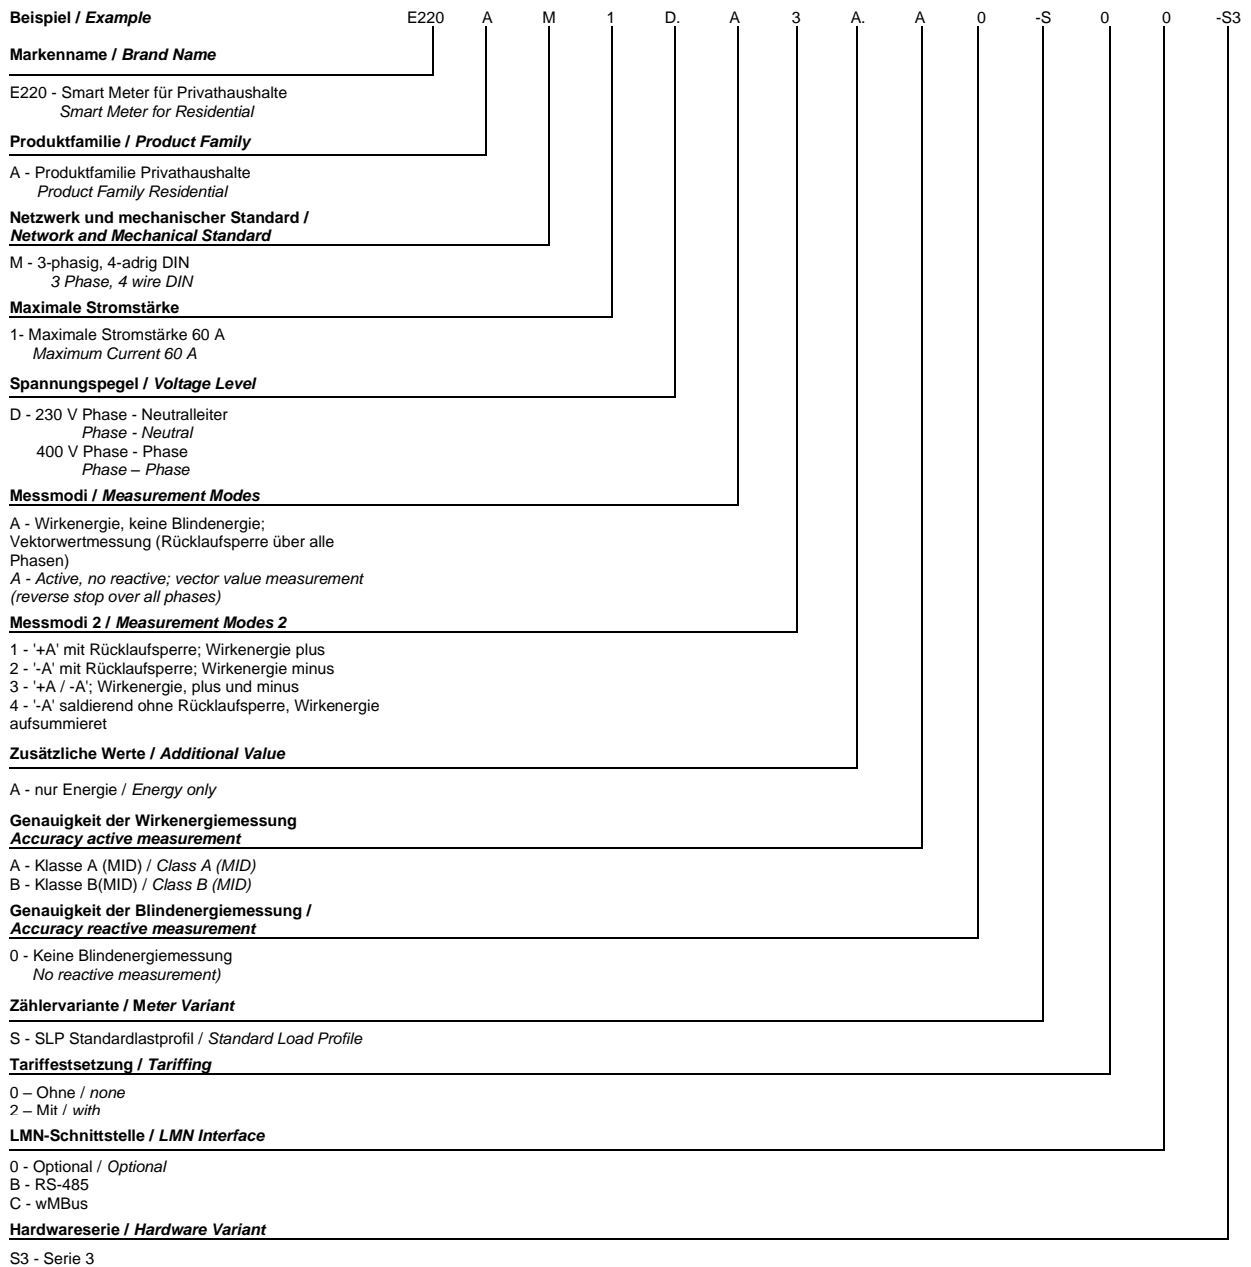 Beispiel / Example E220 A M 1 D. A 3 A. A 0 -S 0 0 -S3
Markenname / Brand Name
E220 - Smart Meter für Privathaushalte
Smart Meter for Residential
Produktfamilie / Product Family
A - Produktfamilie Privathaushalte
Product Family Residential
Netzwerk und mechanischer Standard /
Network and Mechanical Standard
M - 3-phasig, 4-adrig DIN
3 Phase, 4 wire DIN
Maximale Stromstärke
1- Maximale Stromstärke 60 A
Maximum Current 60 A
Spannungspegel / Voltage Level
D - 230 V Phase - Neutralleiter
Phase - Neutral
400 V Phase - Phase
Phase – Phase
Messmodi / Measurement Modes
A - Wirkenergie, keine Blindenergie;
Vektorwertmessung (Rücklaufsperre über alle
Phasen)
A - Active, no reactive; vector value measurement
(reverse stop over all phases)
Messmodi 2 / Measurement Modes 2
1 - '+A' mit Rücklaufsperre; Wirkenergie plus
2 - '-A' mit Rücklaufsperre; Wirkenergie minus
3 - '+A / -A'; Wirkenergie, plus und minus
4 - '-A' saldierend ohne Rücklaufsperre, Wirkenergie
aufsummieret
Zusätzliche Werte / Additional Value
A - nur Energie / Energy only
Genauigkeit der Wirkenergiemessung
Accuracy active measurement
A - Klasse A (MID) / Class A (MID)
B - Klasse B(MID) / Class B (MID)
Genauigkeit der Blindenergiemessung /
Accuracy reactive measurement
0 - Keine Blindenergiemessung
No reactive measurement)
Zählervariante / Meter Variant
S - SLP Standardlastprofil / Standard Load Profile
Tariffestsetzung / Tariffing
0 – Ohne / none
2 – Mit / with
LMN-Schnittstelle / LMN Interface
0 - Optional / Optional
B - RS-485
C - wMBus
Hardwareserie / Hardware Variant
S3 - Serie 3